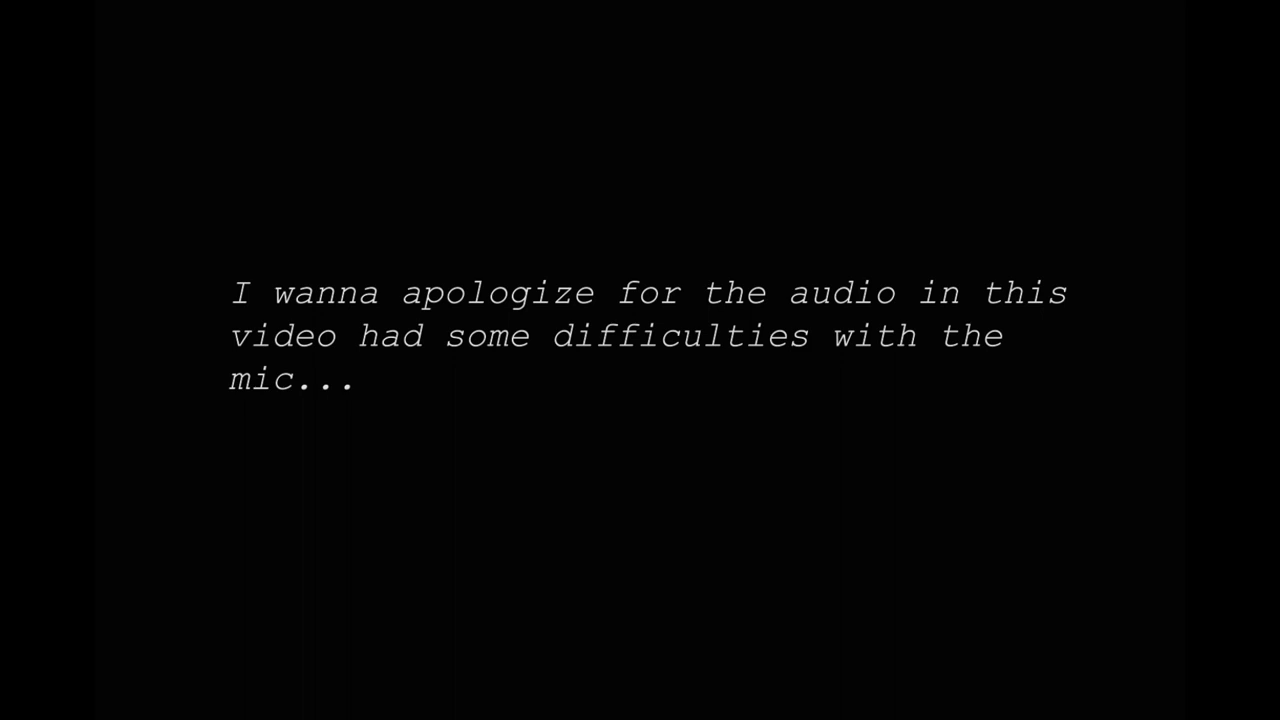 I wanna apologize for the audio in this
video had some difficulties with the
mic...